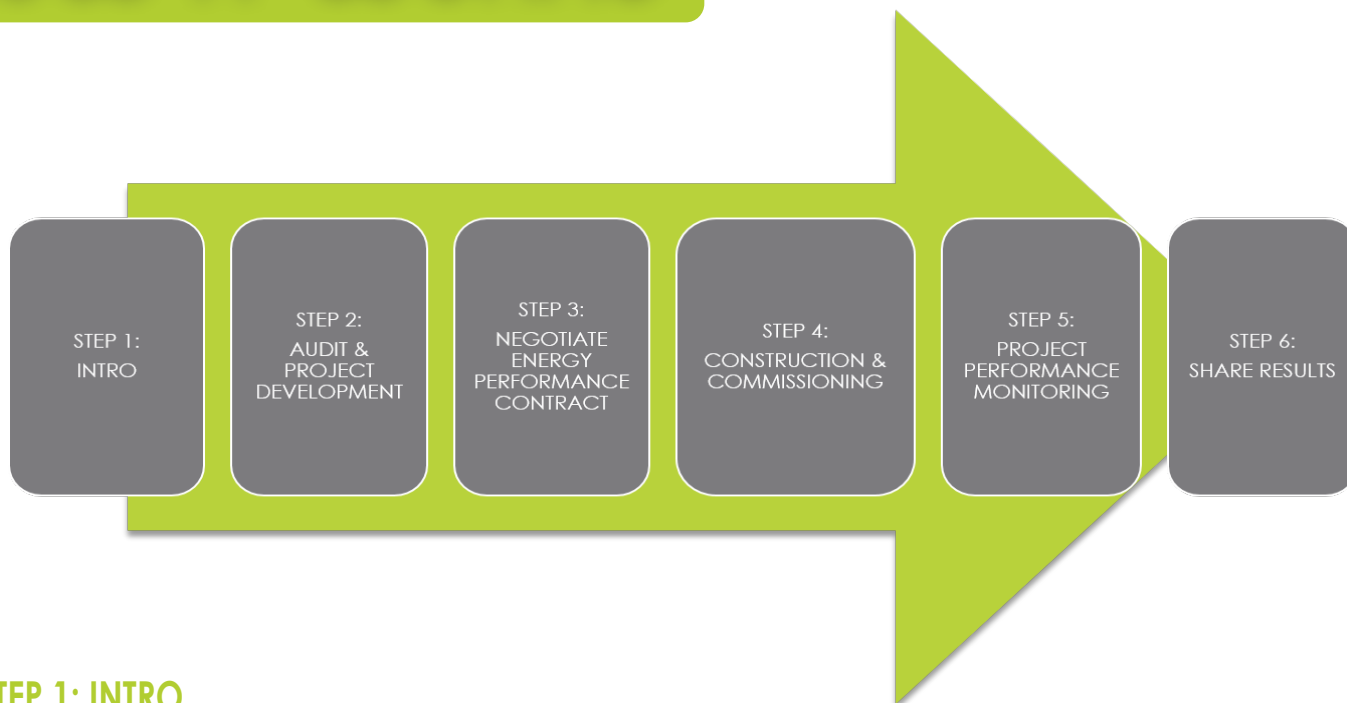 STEP 1:
INTRO
STEP 2:
AUDIT &
PROJECT
DEVELOPMENT
STEP 3:
NEGOTIATE
ENERGY
PERFORMANCE
CONTRACT
STEP 4:
CONSTRUCTION &
COMMISSIONING
STEP 5:
PROJECT
PERFORMANCE
MONITORING
STEP 6:
SHARE RESULTS
TEP 1: INTRO